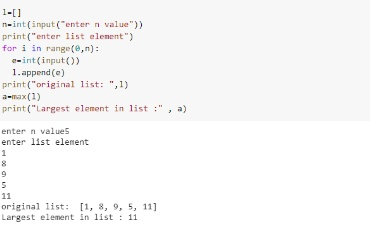 l=[]
n=int(input("enter n value"))
print("enter list element")
for i in range(0,n):
  e=int(input())
  l.append(e)
print("original list: ",l)
a=max(l)
print("Largest element in list :" , a)
enter n value5
enter list element
1
8
9
5
11
original list:  [1, 8, 9, 5, 11]
Largest element in list : 11